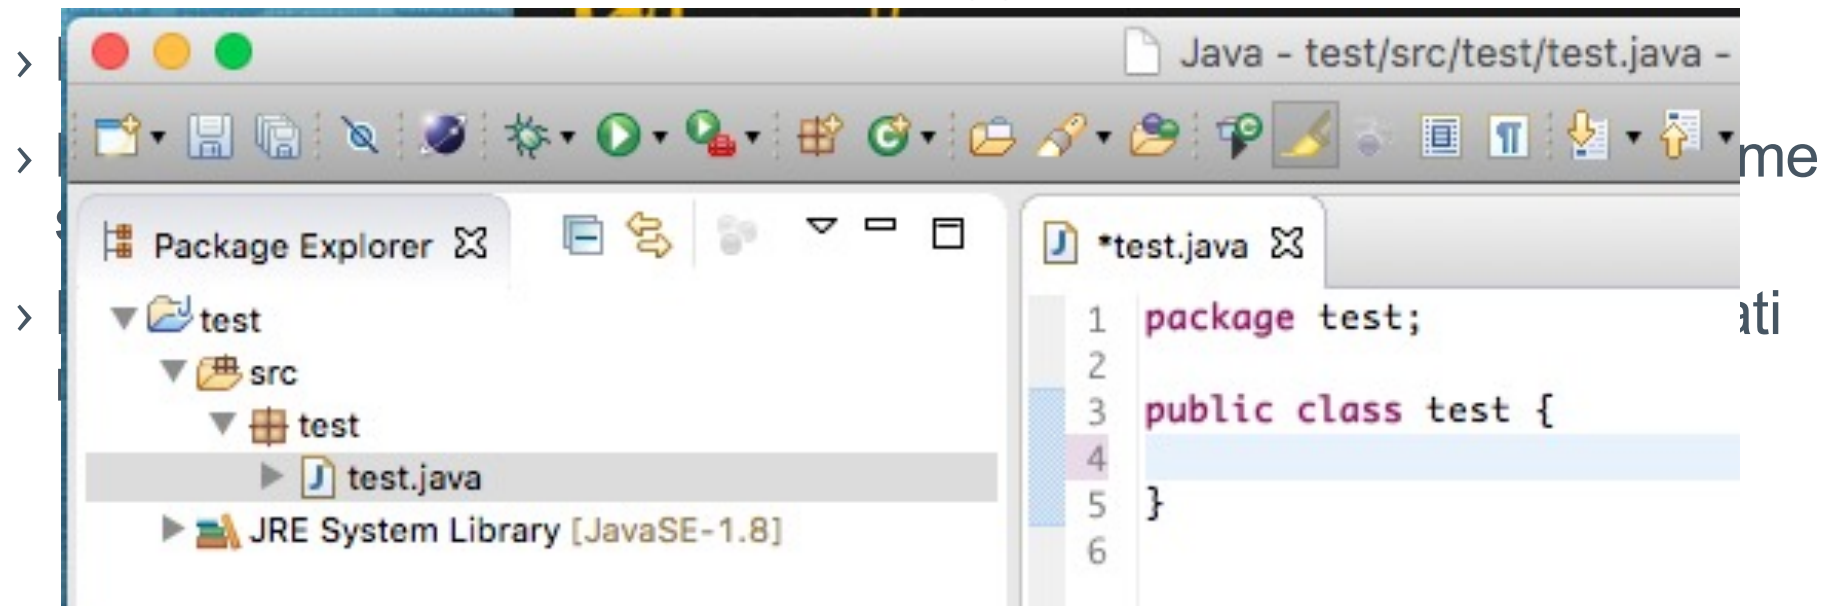 Java - test/src/test/test.java -
me
Package Explorer
*test.java
test
src
test
test.java
JRE System Library [JavaSE-1.8]
1 package test;
2
3 public class test {
4
5 }
6